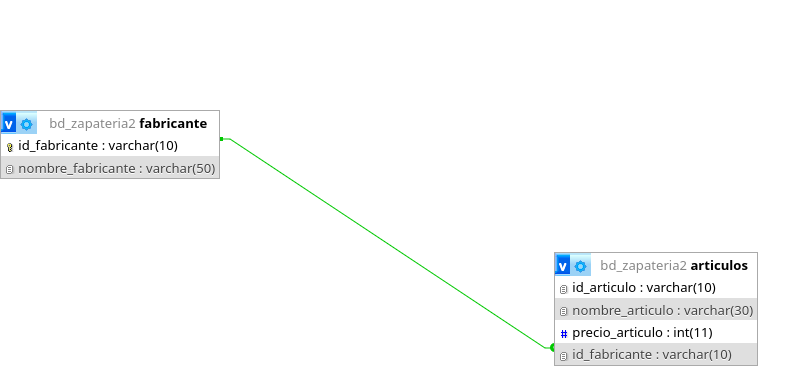 v bd_zapateria2 fabricante
id_fabricante : varchar(10)
nombre_fabricante : varchar(50)
v bd_zapateria2 articulos
id_articulo : varchar(10)
nombre_articulo : varchar(30)
# precio_articulo : int(11)
id_fabricante : varchar(10)